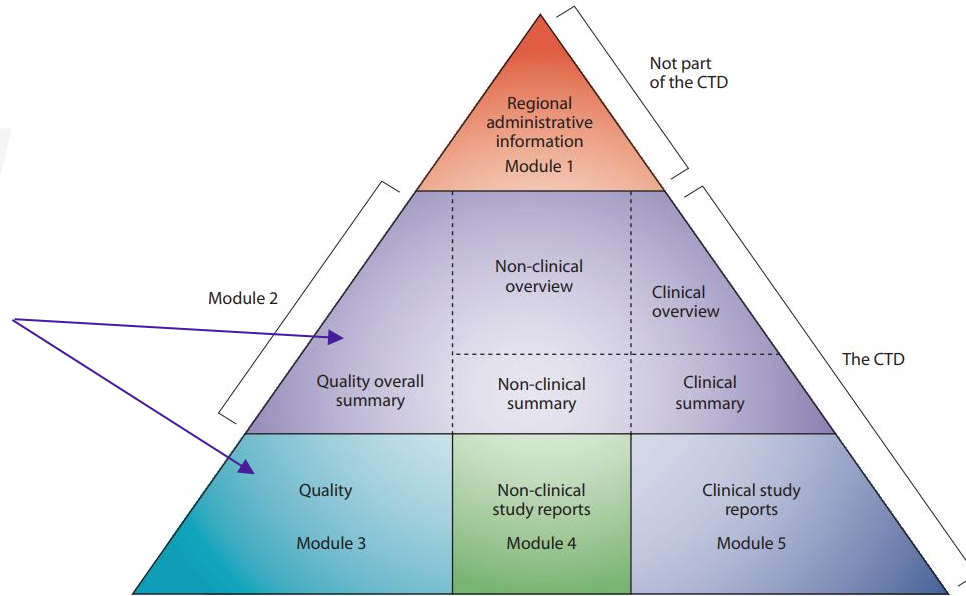 Not part
of the CTD
Regional
administrative
information
Module 1
Module 2
Non-clinical
overview
Clinical
overview
The CTD
Quality overall
summary
Non-clinical
summary
Clinical
summary
Quality
Module 3
Non-clinical
study reports
Module 4
Clinical study
reports
Module 5